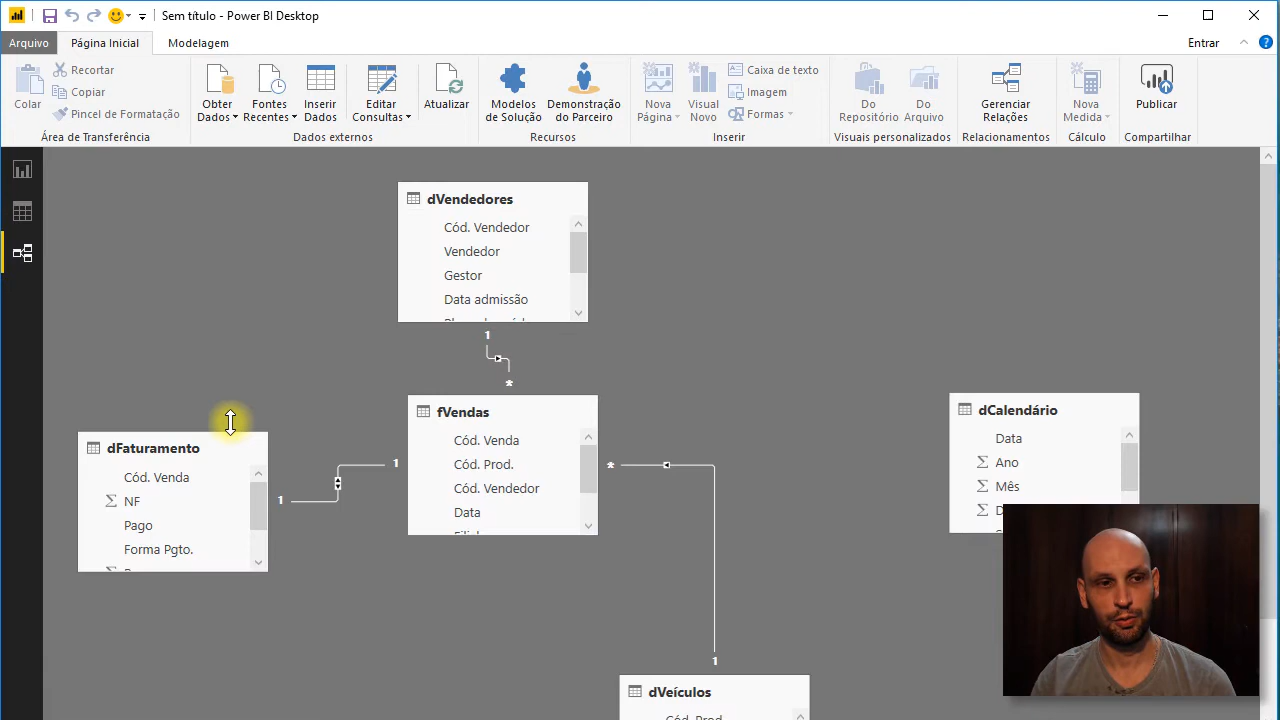 Sem título - Power BI Desktop
Arquivo
Página Inicial
Modelagem
Entrar
Colar
Recortar
Copiar
Pincel de Formatação
Área de Transferência
Obter Dados
Fontes Recentes
Inserir Dados
Editar Consultas
Atualizar
Dados externos
Modelos de Solução
Demonstração do Parceiro
Recursos
Nova Página
Visual Novo
Caixa de texto
Imagem
Formas
Inserir
Do Repositório
Do Arquivo
Visuais personalizados
Gerenciar Relações
Relacionamentos
Nova Medida
Cálculo
Publicar
Compartilhar
dVendedores
Cód. Vendedor
Vendedor
Gestor
Data admissão
1
*
fVendas
Cód. Venda
Cód. Prod.
Cód. Vendedor
Data
dFaturamento
Cód. Venda
NF
Pago
Forma Pgto.
1
1
*
1
dCalendário
Data
Ano
Mês
dVeículos